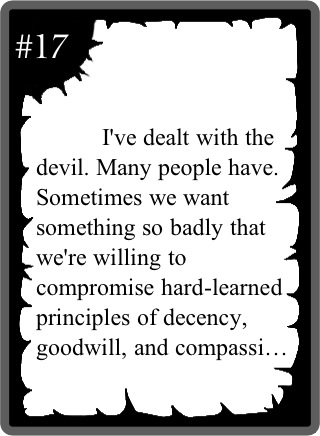 #17
I've dealt with the
devil. Many people have.
Sometimes we want
something so badly that
we're willing to
compromise hard-learned
principles of decency,
goodwill, and compassi…